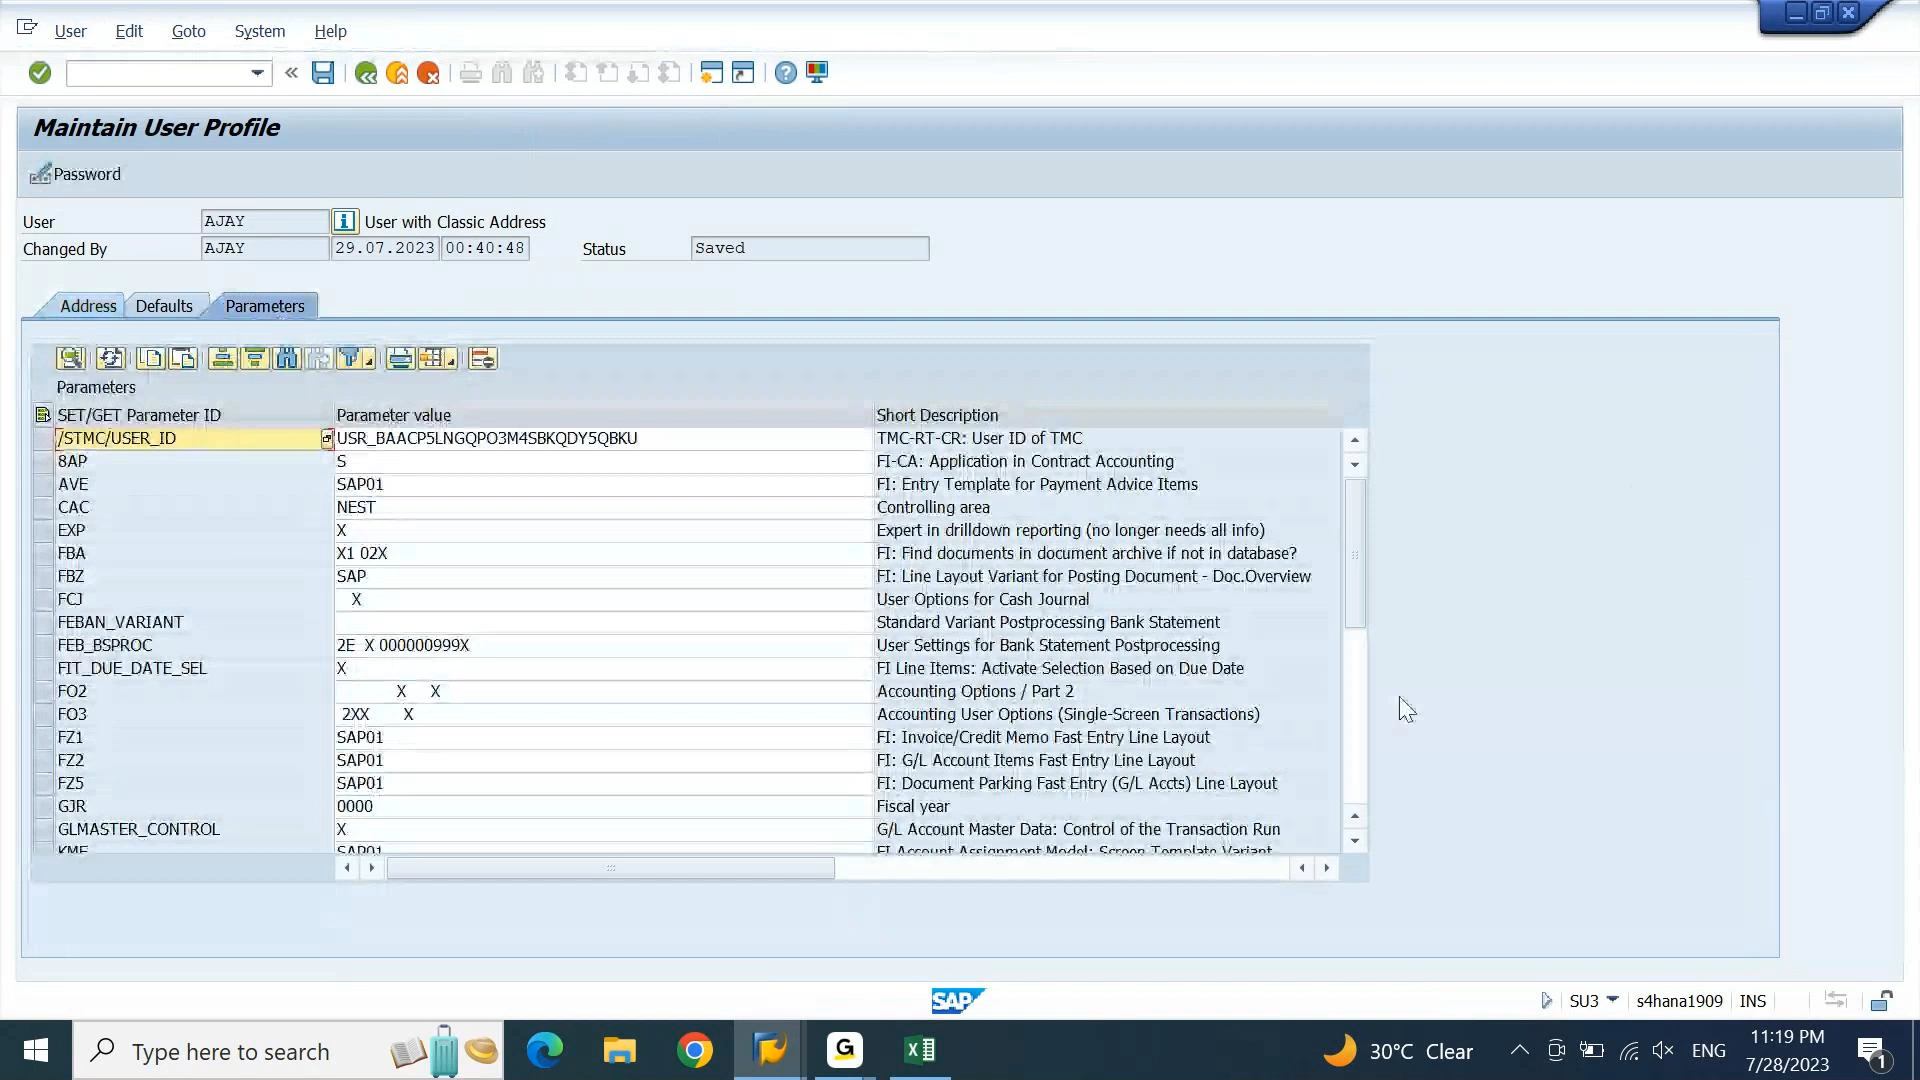 User Edit Goto System Help
Maintain User Profile
Password
User AJAY User with Classic Address
Changed By AJAY 29.07.2023 00:40:48 Status Saved
Address Defaults Parameters
Parameters
SET/GET Parameter ID Parameter value Short Description
/STMC/USER_ID USR_BAACP5LNGQPO3M4SBKQDY5QBKU TMC-RT-CR: User ID of TMC
8AP S FI-CA: Application in Contract Accounting
AVE SAP01 FI: Entry Template for Payment Advice Items
CAC NEST Controlling area
EXP X Expert in drilldown reporting (no longer needs all info)
FBA X1 02X FI: Find documents in document archive if not in database?
FBZ SAP FI: Line Layout Variant for Posting Document - Doc.Overview
FCJ X User Options for Cash Journal
FEBAN_VARIANT Standard Variant Postprocessing Bank Statement
FEB_BSPROC 2E X 000000999X User Settings for Bank Statement Postprocessing
FIT_DUE_DATE_SEL X FI Line Items: Activate Selection Based on Due Date
FO2 X X Accounting Options / Part 2
FO3 2XX X Accounting User Options (Single-Screen Transactions)
FZ1 SAP01 FI: Invoice/Credit Memo Fast Entry Line Layout
FZ2 SAP01 FI: G/L Account Items Fast Entry Line Layout
FZ5 SAP01 FI: Document Parking Fast Entry (G/L Accts) Line Layout
GJR 0000 Fiscal year
GLMASTER_CONTROL X G/L Account Master Data: Control of the Transaction Run
KME SAP01 FI Account Assignment Model: Screen Template Variant
SAP SU3 s4hana1909 INS
Type here to search 30°C Clear ENG 11:19 PM
7/28/2023 1